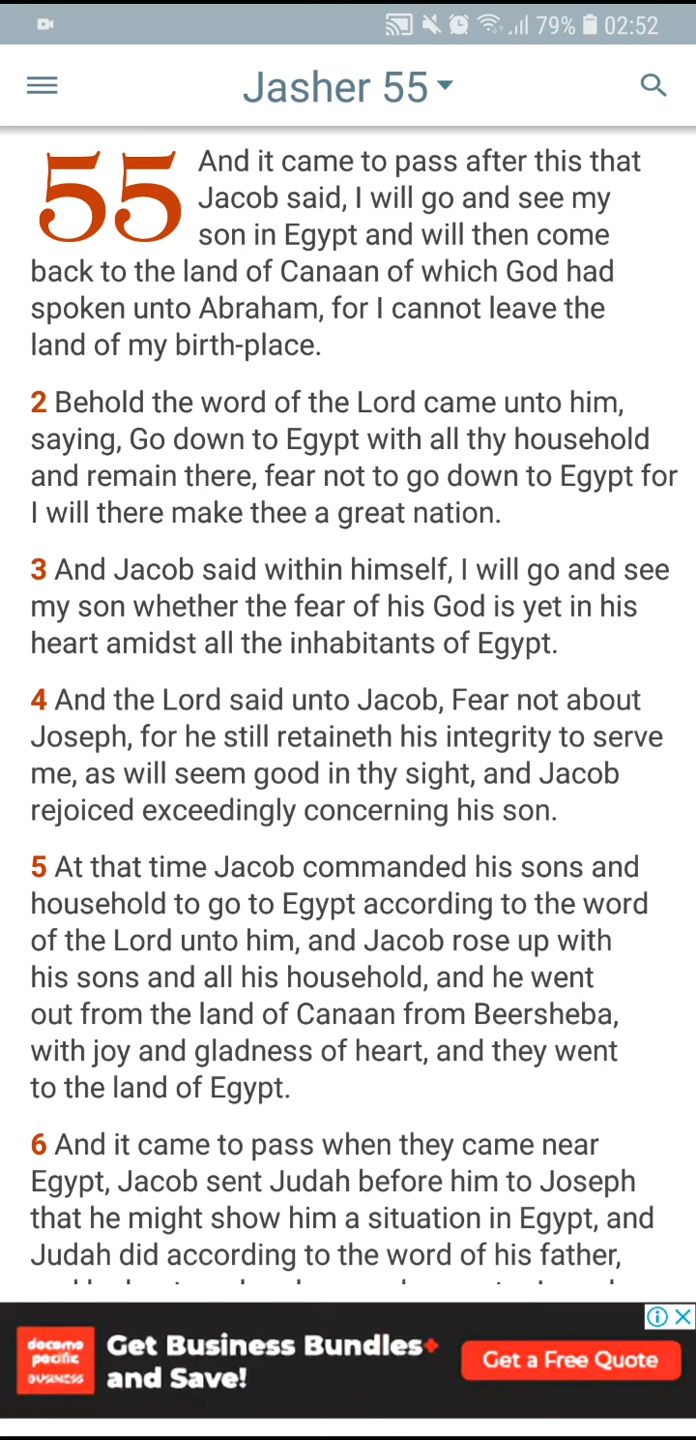 79% 02:52
Jasher 55
55 And it came to pass after this that
Jacob said, I will go and see my
son in Egypt and will then come
back to the land of Canaan of which God had
spoken unto Abraham, for I cannot leave the
land of my birth-place.
2 Behold the word of the Lord came unto him,
saying, Go down to Egypt with all thy household
and remain there, fear not to go down to Egypt for
I will there make thee a great nation.
3 And Jacob said within himself, I will go and see
my son whether the fear of his God is yet in his
heart amidst all the inhabitants of Egypt.
4 And the Lord said unto Jacob, Fear not about
Joseph, for he still retaineth his integrity to serve
me, as will seem good in thy sight, and Jacob
rejoiced exceedingly concerning his son.
5 At that time Jacob commanded his sons and
household to go to Egypt according to the word
of the Lord unto him, and Jacob rose up with
his sons and all his household, and he went
out from the land of Canaan from Beersheba,
with joy and gladness of heart, and they went
to the land of Egypt.
6 And it came to pass when they came near
Egypt, Jacob sent Judah before him to Joseph
that he might show him a situation in Egypt, and
Judah did according to the word of his father,
docomo
pacific
BUSINESS
Get Business Bundles+
and Save!
Get a Free Quote